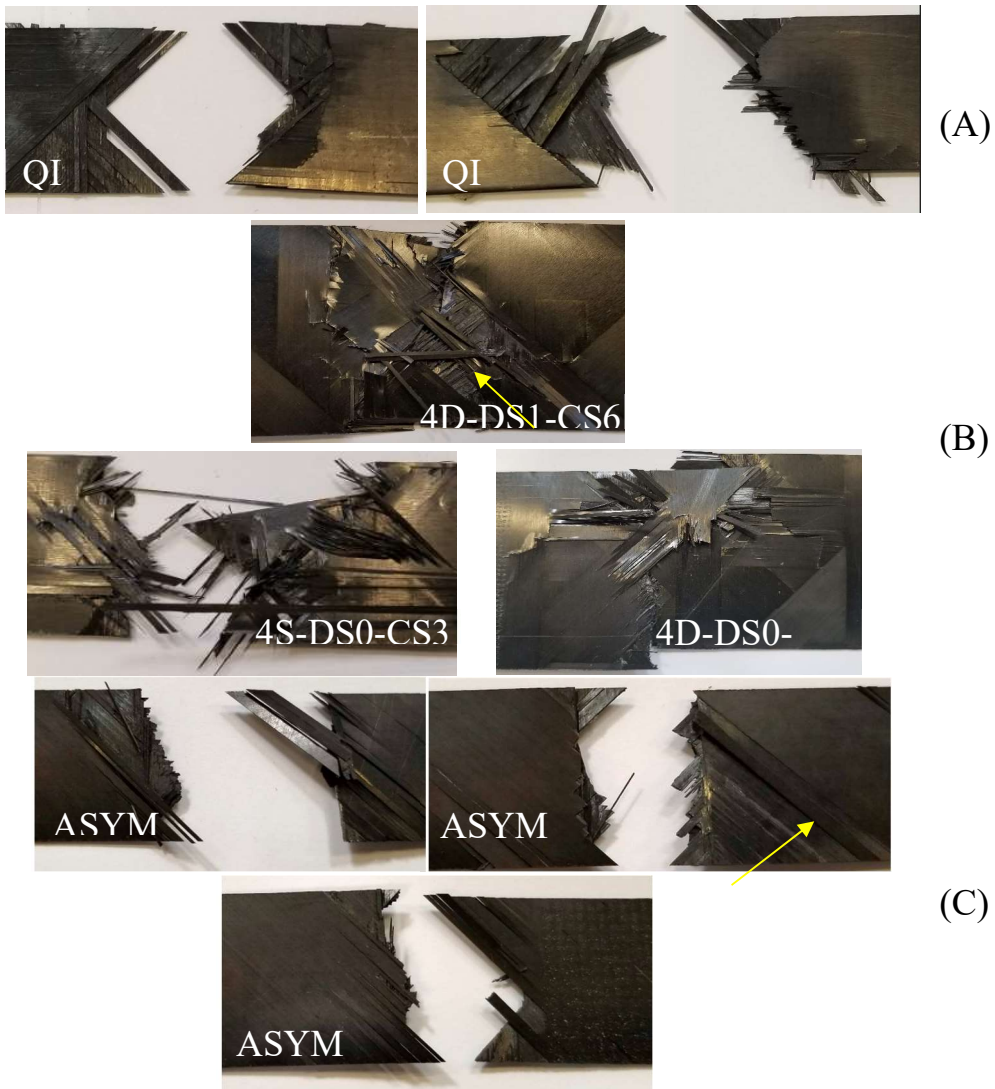 QI
QI
(A)
4D-DS1-CS6
(B)
4S-DS0-CS3
4D-DS0-
ASYM
ASYM
(C)
ASYM